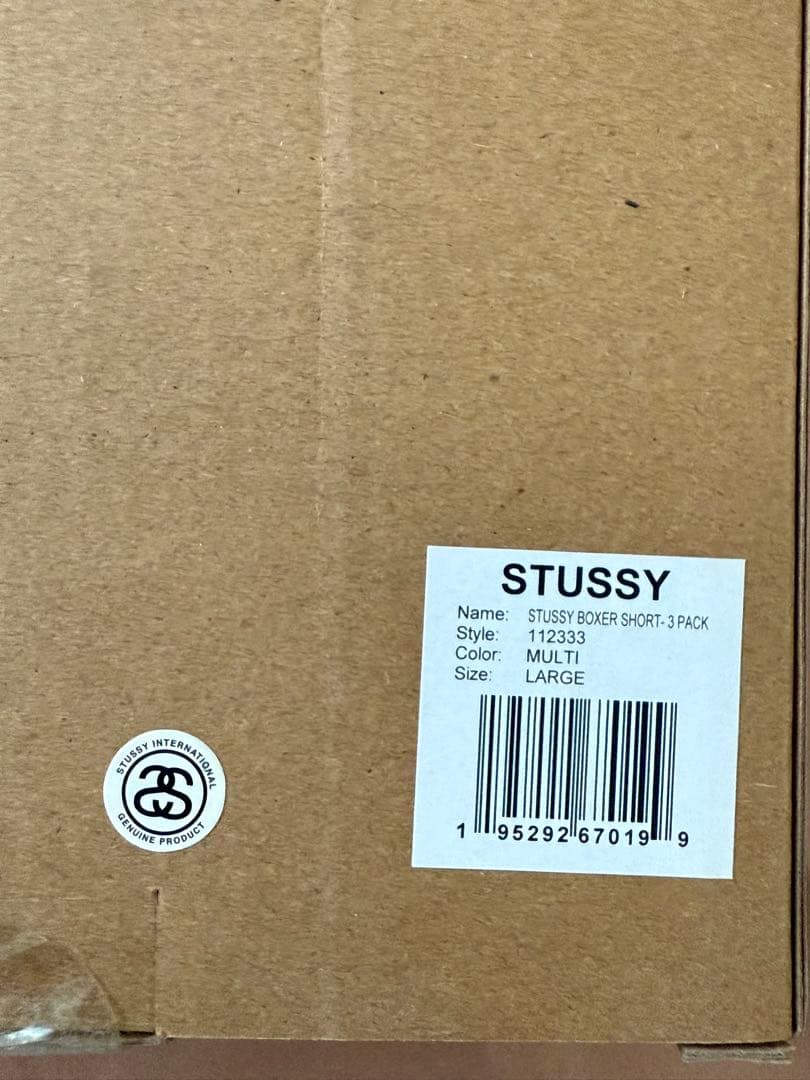 STUSSY
Name: STUSSY BOXER SHORT- 3 PACK
Style: 112333
Color: MULTI
Size: LARGE
1 95292 67019 9
STUSSY INTERNATIONAL
GENUINE PRODUCT